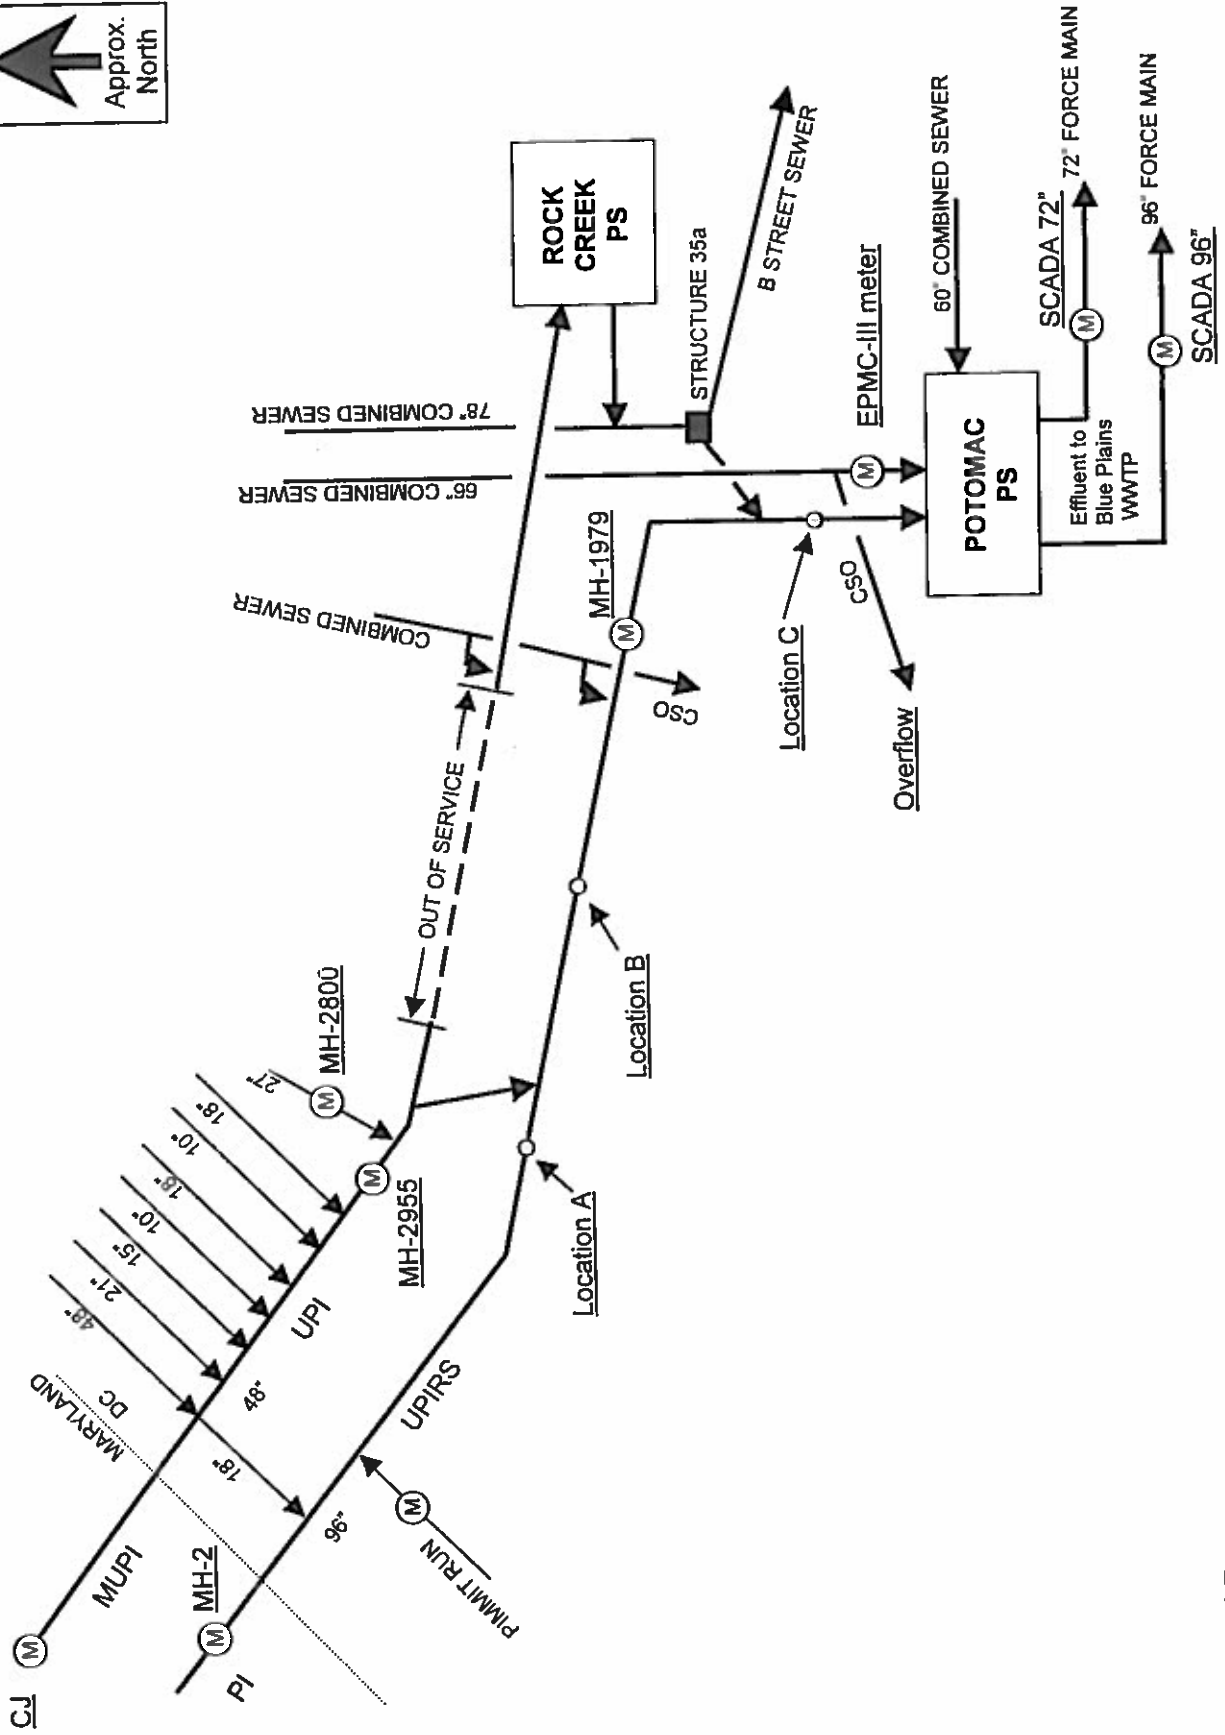 Approx.
North
CJ
MUPI
MH-2
PI
MARYLAND
DC
48"
21"
15"
10"
18"
10"
18"
27"
MH-2800
18"
48"
UPI
MH-2955
96"
UPIRS
PIMMIT RUN
Location A
Location B
OUT OF SERVICE
COMBINED SEWER
CSO
MH-1979
66" COMBINED SEWER
78" COMBINED SEWER
ROCK
CREEK
PS
STRUCTURE 35a
B STREET SEWER
Location C
CSO
Overflow
EPMC-III meter
60" COMBINED SEWER
POTOMAC
PS
Effluent to
Blue Plains
WWTP
SCADA 72"
72" FORCE MAIN
96" FORCE MAIN
SCADA 96"
M
M
M
M
M
M
M
M
M